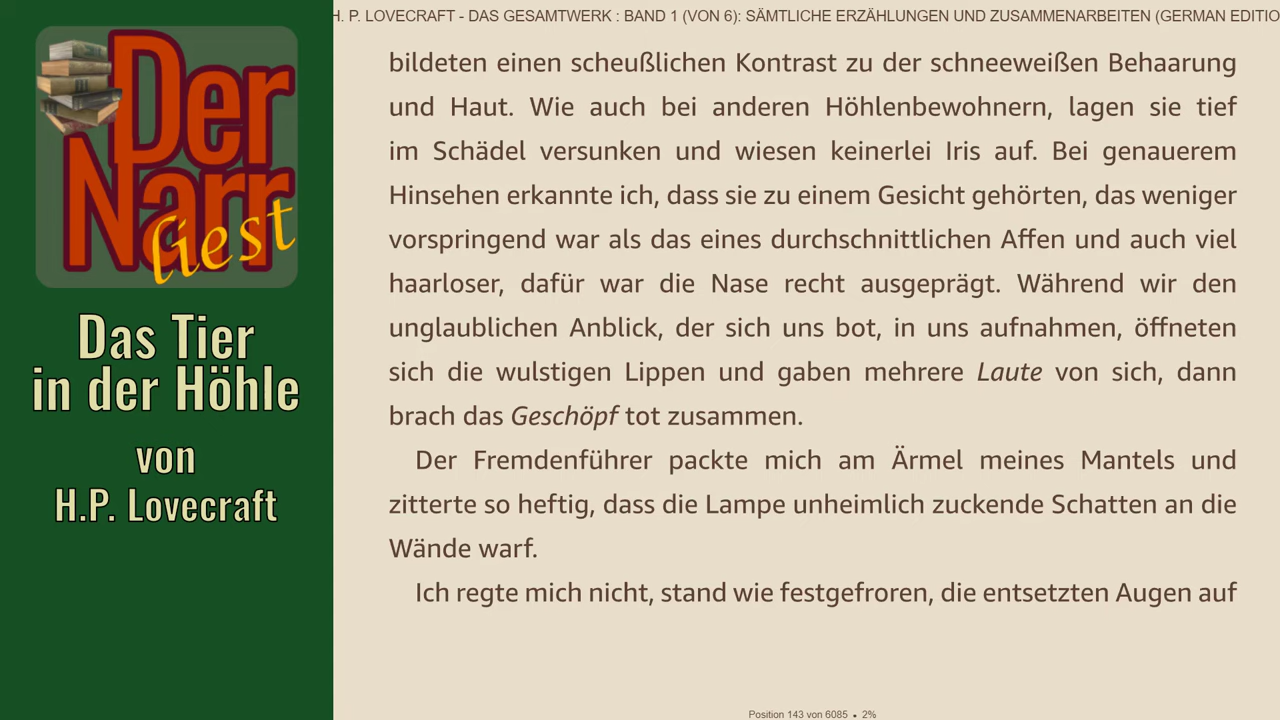 H. P. LOVECRAFT - DAS GESAMTWERK : BAND 1 (VON 6): SÄMTLICHE ERZÄHLUNGEN UND ZUSAMMENARBEITEN (GERMAN EDITIO
Der
Narr
liest
Das Tier
in der Höhle
von
H.P. Lovecraft
bildeten einen scheußlichen Kontrast zu der schneeweißen Behaarung
und Haut. Wie auch bei anderen Höhlenbewohnern, lagen sie tief
im Schädel versunken und wiesen keinerlei Iris auf. Bei genauerem
Hinsehen erkannte ich, dass sie zu einem Gesicht gehörten, das weniger
vorspringend war als das eines durchschnittlichen Affen und auch viel
haarloser, dafür war die Nase recht ausgeprägt. Während wir den
unglaublichen Anblick, der sich uns bot, in uns aufnahmen, öffneten
sich die wulstigen Lippen und gaben mehrere Laute von sich, dann
brach das Geschöpf tot zusammen.
Der Fremdenführer packte mich am Ärmel meines Mantels und
zitterte so heftig, dass die Lampe unheimlich zuckende Schatten an die
Wände warf.
Ich regte mich nicht, stand wie festgefroren, die entsetzten Augen auf
Position 143 von 6085 • 2%